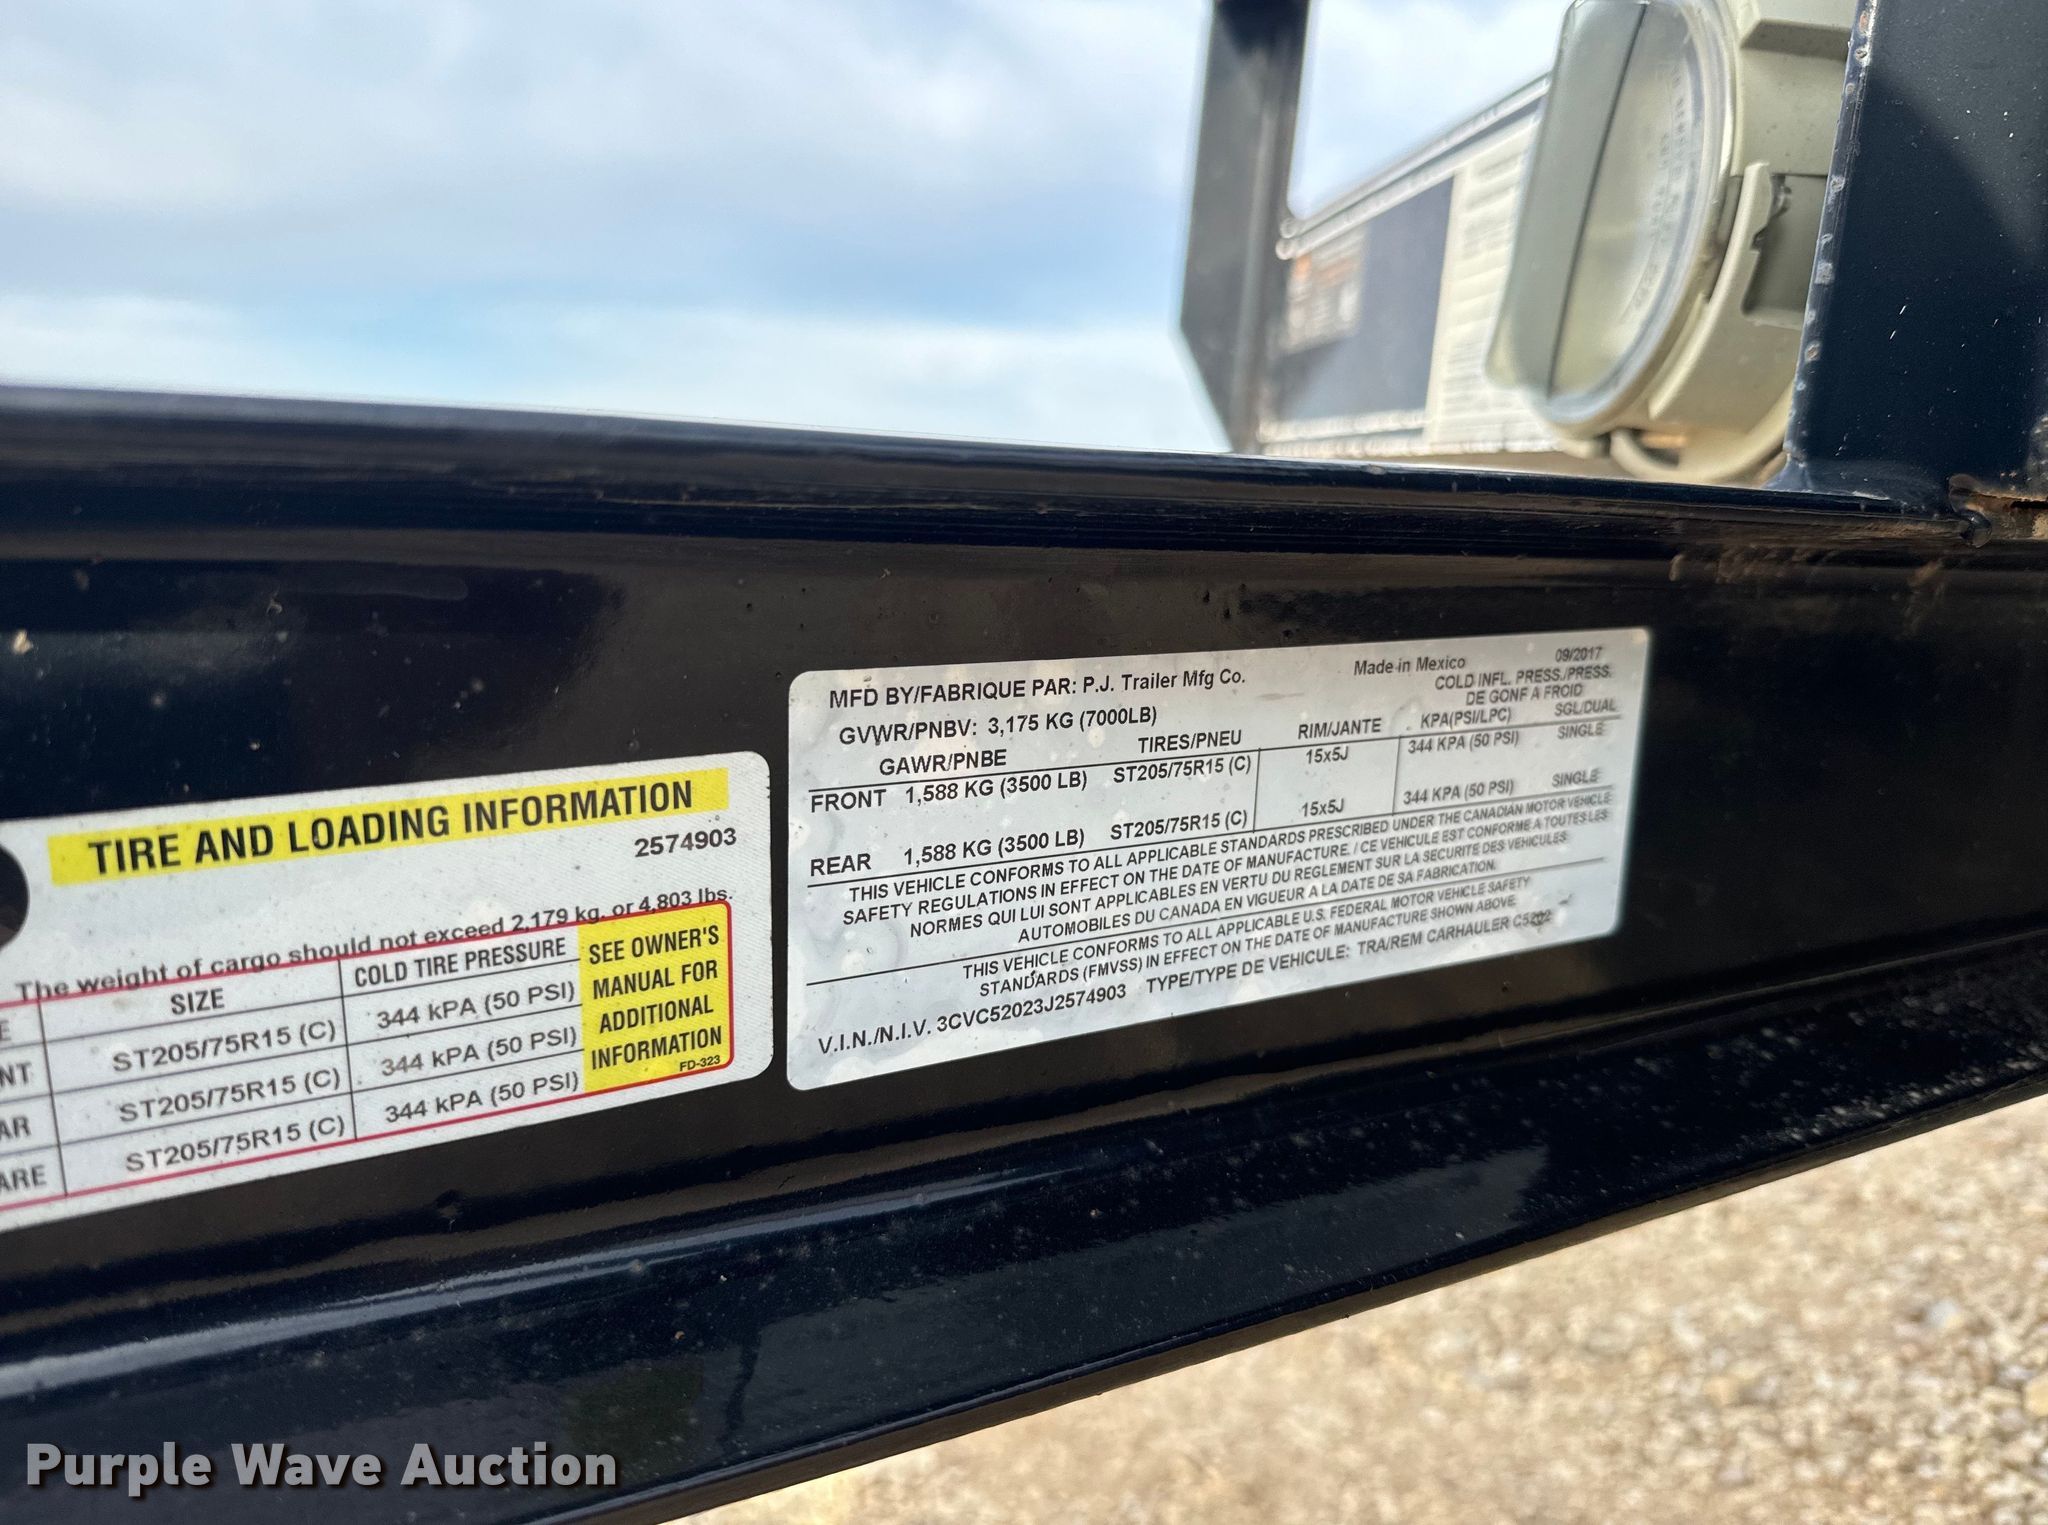 TIRE AND LOADING INFORMATION
2574903
The weight of cargo should not exceed 2,179 kg. or 4,803 lbs.
SIZE COLD TIRE PRESSURE
ST205/75R15 (C) 344 kPA (50 PSI)
ST205/75R15 (C) 344 kPA (50 PSI)
ST205/75R15 (C) 344 kPA (50 PSI)
SEE OWNER'S
MANUAL FOR
ADDITIONAL
INFORMATION
FD-323
MFD BY/FABRIQUE PAR: P.J. Trailer Mfg Co. Made in Mexico 09/2017
GVWR/PNBV: 3,175 KG (7000LB) COLD INFL. PRESS./PRESS.
DE GONF A FROID
GAWR/PNBE TIRES/PNEU RIM/JANTE KPA(PSI/LPC) SGL/DUAL
FRONT 1,588 KG (3500 LB) ST205/75R15 (C) 15x5J 344 KPA (50 PSI) SINGLE
REAR 1,588 KG (3500 LB) ST205/75R15 (C) 15x5J 344 KPA (50 PSI) SINGLE
THIS VEHICLE CONFORMS TO ALL APPLICABLE STANDARDS PRESCRIBED UNDER THE CANADIAN MOTOR VEHICLE
SAFETY REGULATIONS IN EFFECT ON THE DATE OF MANUFACTURE. / CE VEHICULE EST CONFORME A TOUTES LES
NORMES QUI LUI SONT APPLICABLES EN VERTU DU REGLEMENT SUR LA SECURITE DES VEHICULES
AUTOMOBILES DU CANADA EN VIGUEUR A LA DATE DE SA FABRICATION.
THIS VEHICLE CONFORMS TO ALL APPLICABLE U.S. FEDERAL MOTOR VEHICLE SAFETY
STANDARDS (FMVSS) IN EFFECT ON THE DATE OF MANUFACTURE SHOWN ABOVE.
V.I.N./N.I.V. 3CVC52023J2574903 TYPE/TYPE DE VEHICULE: TRA/REM CARHAULER C5202
Purple Wave Auction